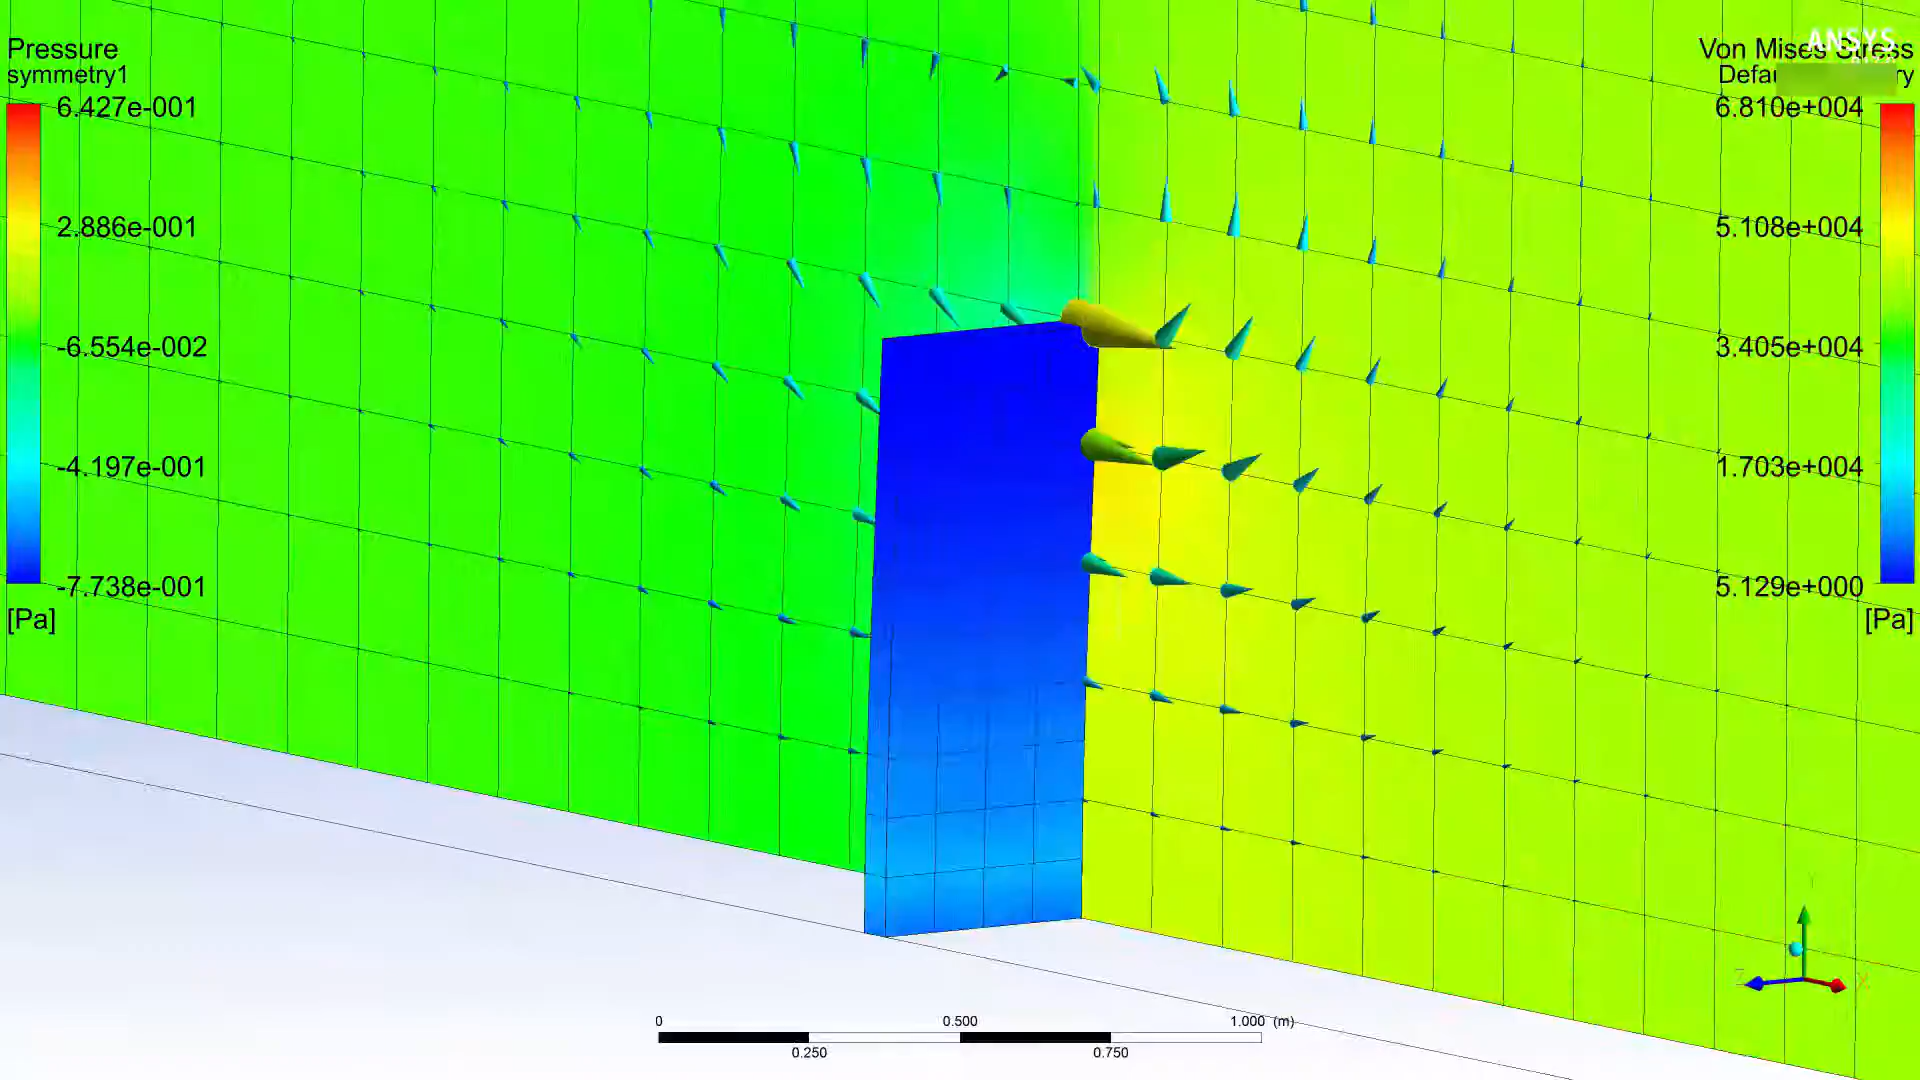 Pressure
symmetry1
6.427e-001
2.886e-001
-6.554e-002
-4.197e-001
-7.738e-001
[Pa]
ANSYS
Von Mises Stress
6.810e+004
5.108e+004
3.405e+004
1.703e+004
5.129e+000
[Pa]
Y
Z
X
0 0.500 1.000 (m)
0.250 0.750